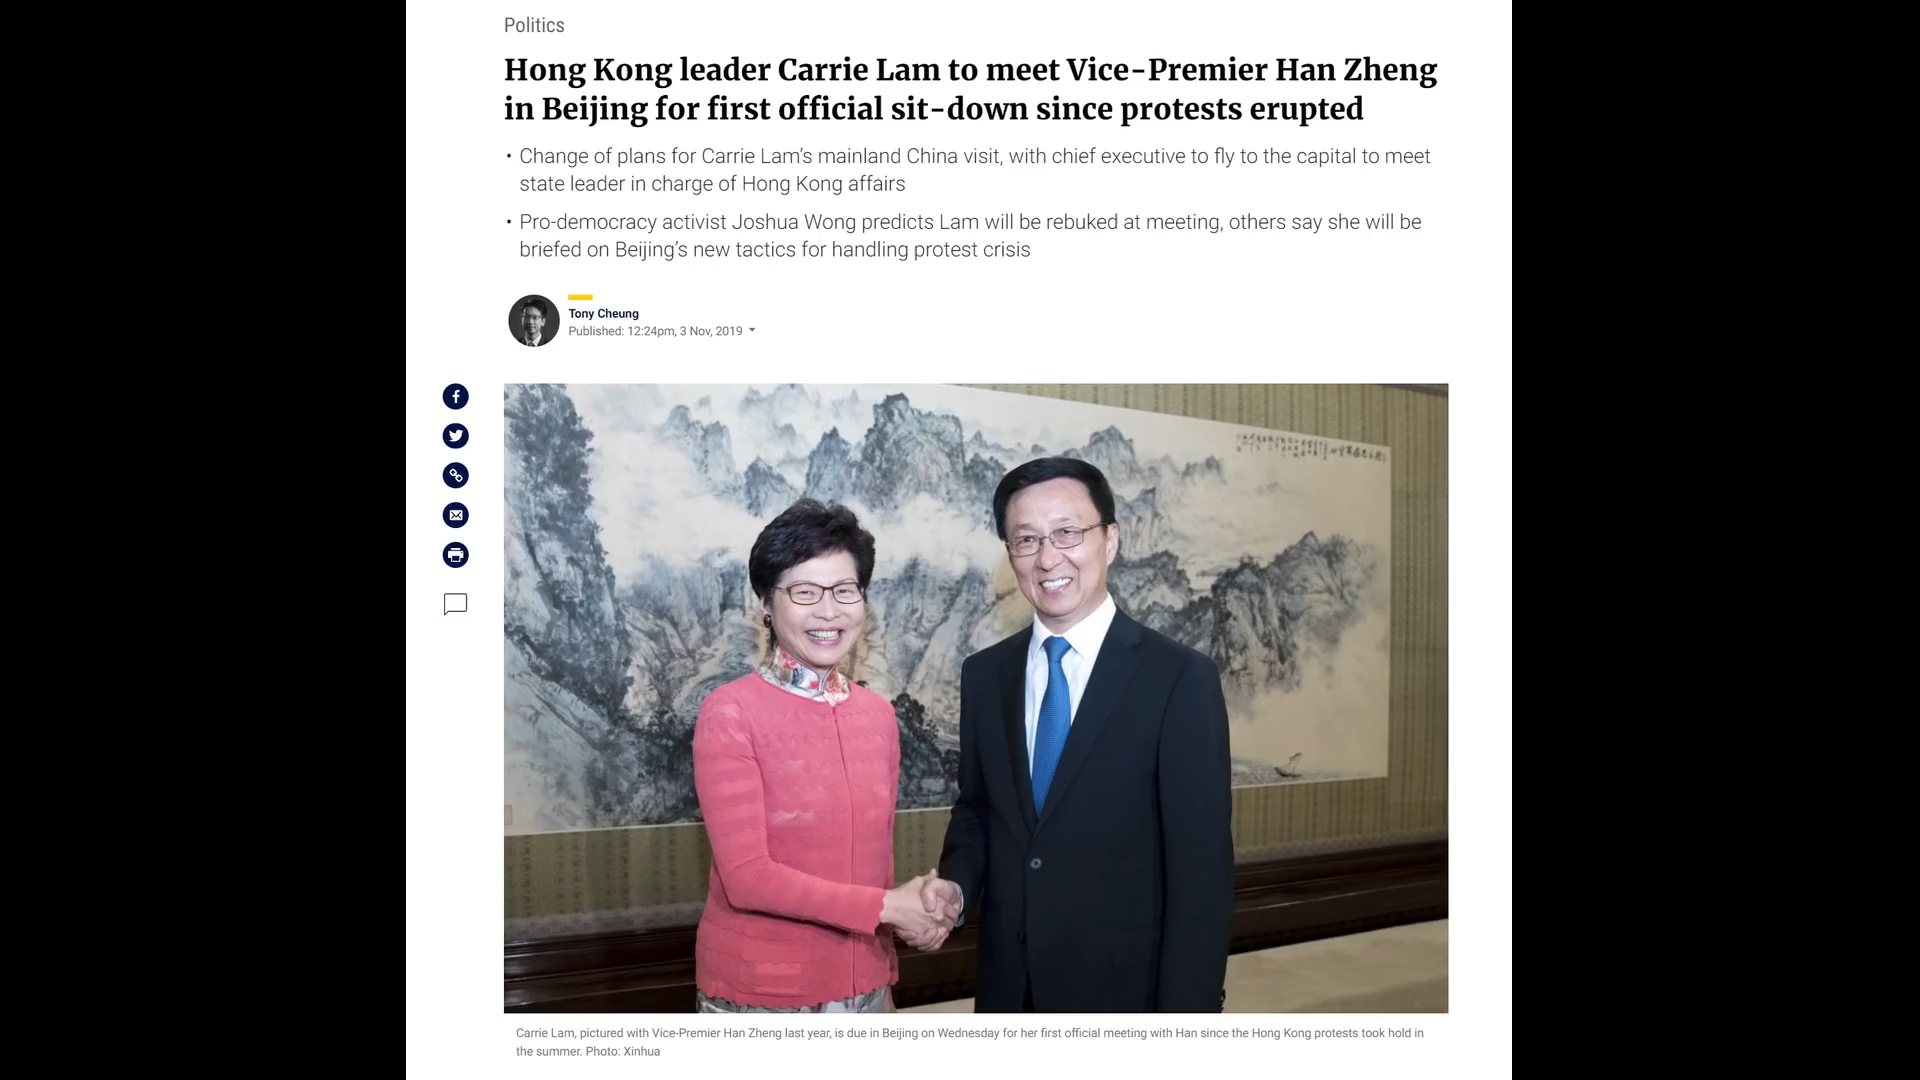 Politics
Hong Kong leader Carrie Lam to meet Vice-Premier Han Zheng
in Beijing for first official sit-down since protests erupted
• Change of plans for Carrie Lam’s mainland China visit, with chief executive to fly to the capital to meet
state leader in charge of Hong Kong affairs
• Pro-democracy activist Joshua Wong predicts Lam will be rebuked at meeting, others say she will be
briefed on Beijing’s new tactics for handling protest crisis
Tony Cheung
Published: 12:24pm, 3 Nov, 2019
Carrie Lam, pictured with Vice-Premier Han Zheng last year, is due in Beijing on Wednesday for her first official meeting with Han since the Hong Kong protests took hold in
the summer. Photo: Xinhua